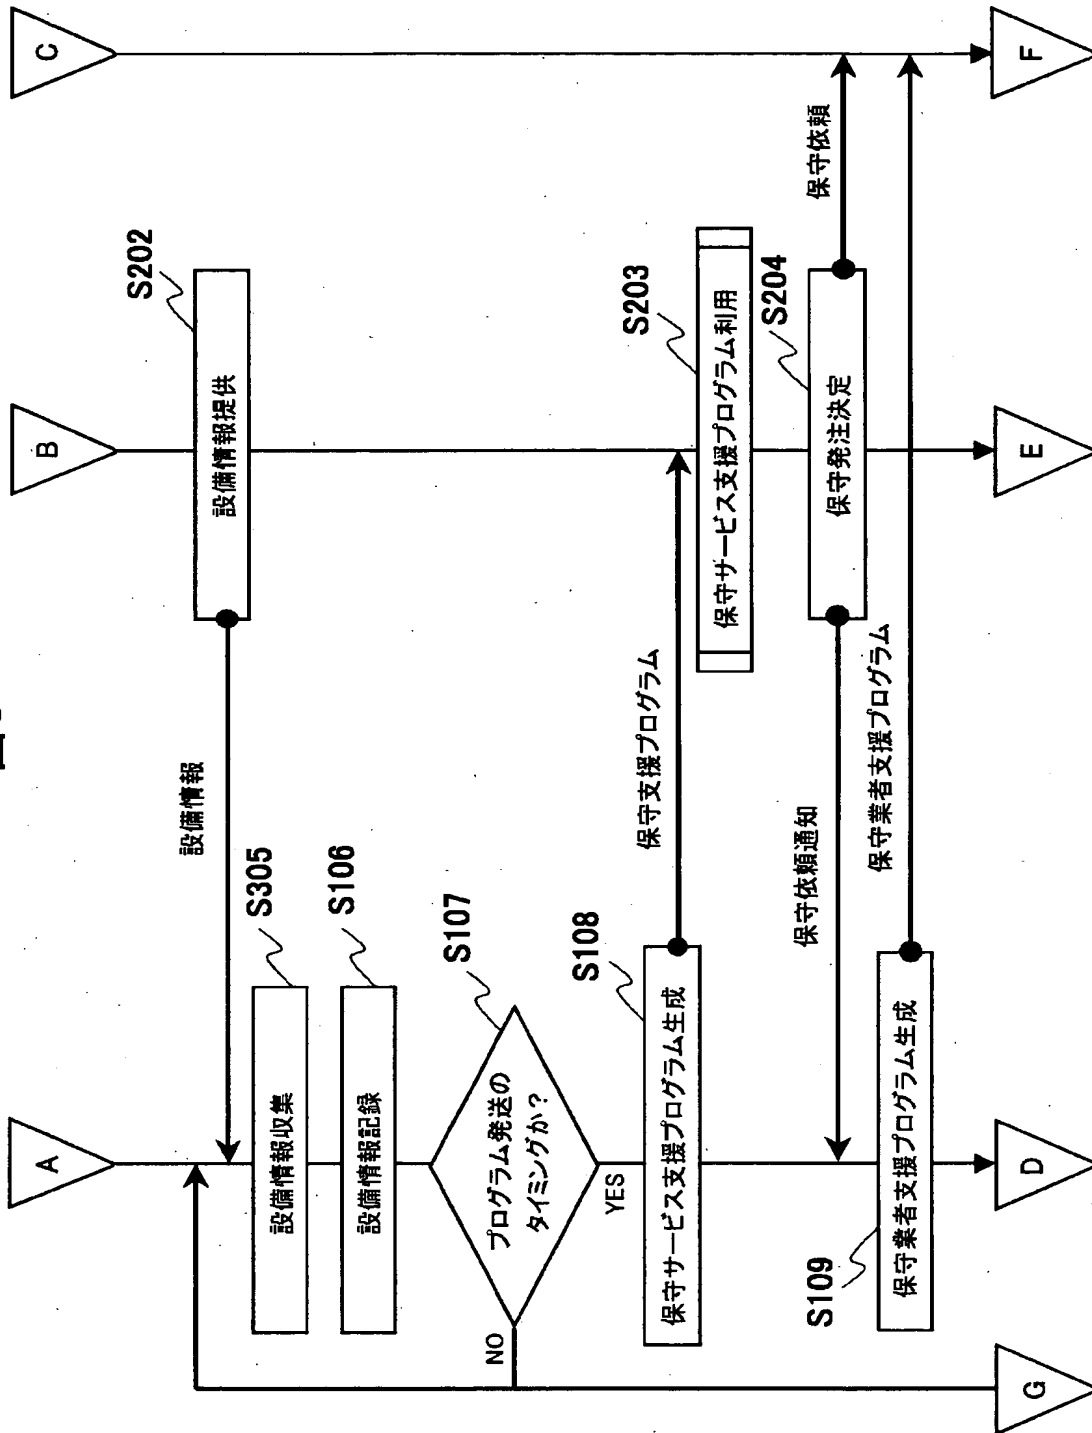 A
B
C
S202
設備情報提供
設備情報
S305
設備情報収集
S106
設備情報記録
S107
プログラム発送の
タイミングか?
NO
YES
S108
保守サービス支援プログラム生成
保守支援プログラム
S203
保守サービス支援プログラム利用
S204
保守発注決定
保守依頼
保守依頼通知
S109
保守業者支援プログラム生成
保守業者支援プログラム
G
D
E
F